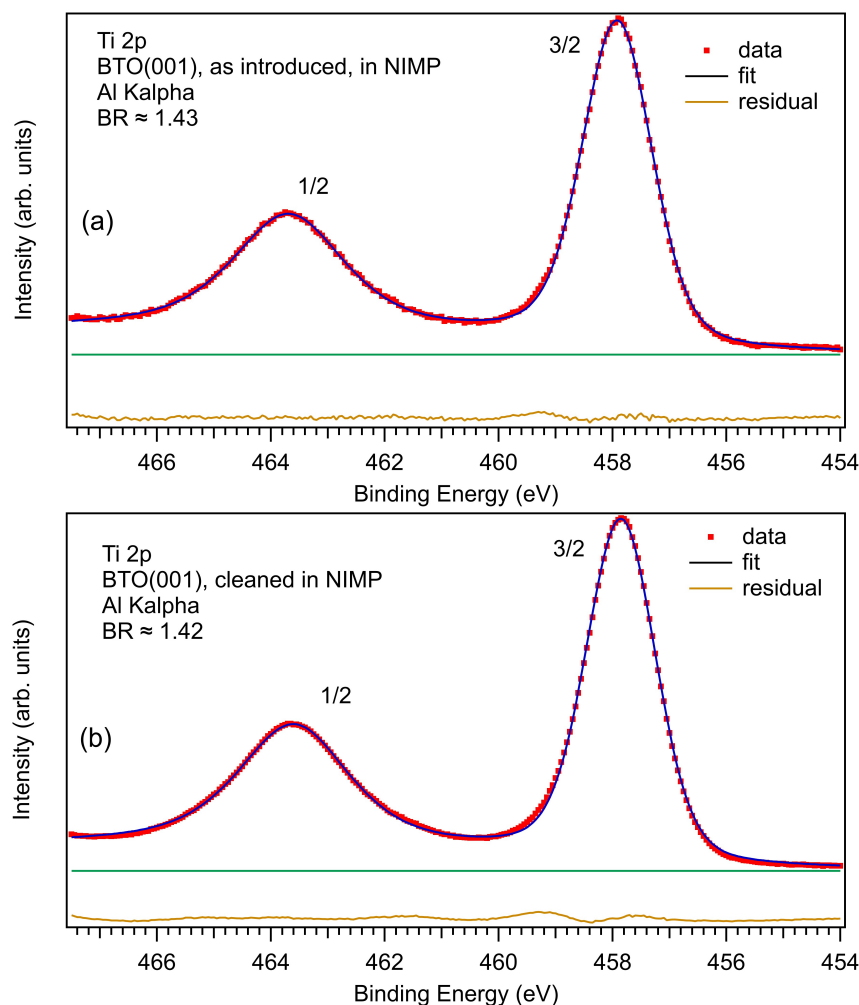 Ti 2p
BTO(001), as introduced, in NIMP
Al Kalpha
BR ≈ 1.43
3/2
data
fit
residual
1/2
(a)
Intensity (arb. units)
466 464 462 460 458 456 454
Binding Energy (eV)
Ti 2p
BTO(001), cleaned in NIMP
Al Kalpha
BR ≈ 1.42
3/2
data
fit
residual
1/2
(b)
Intensity (arb. units)
466 464 462 460 458 456 454
Binding Energy (eV)